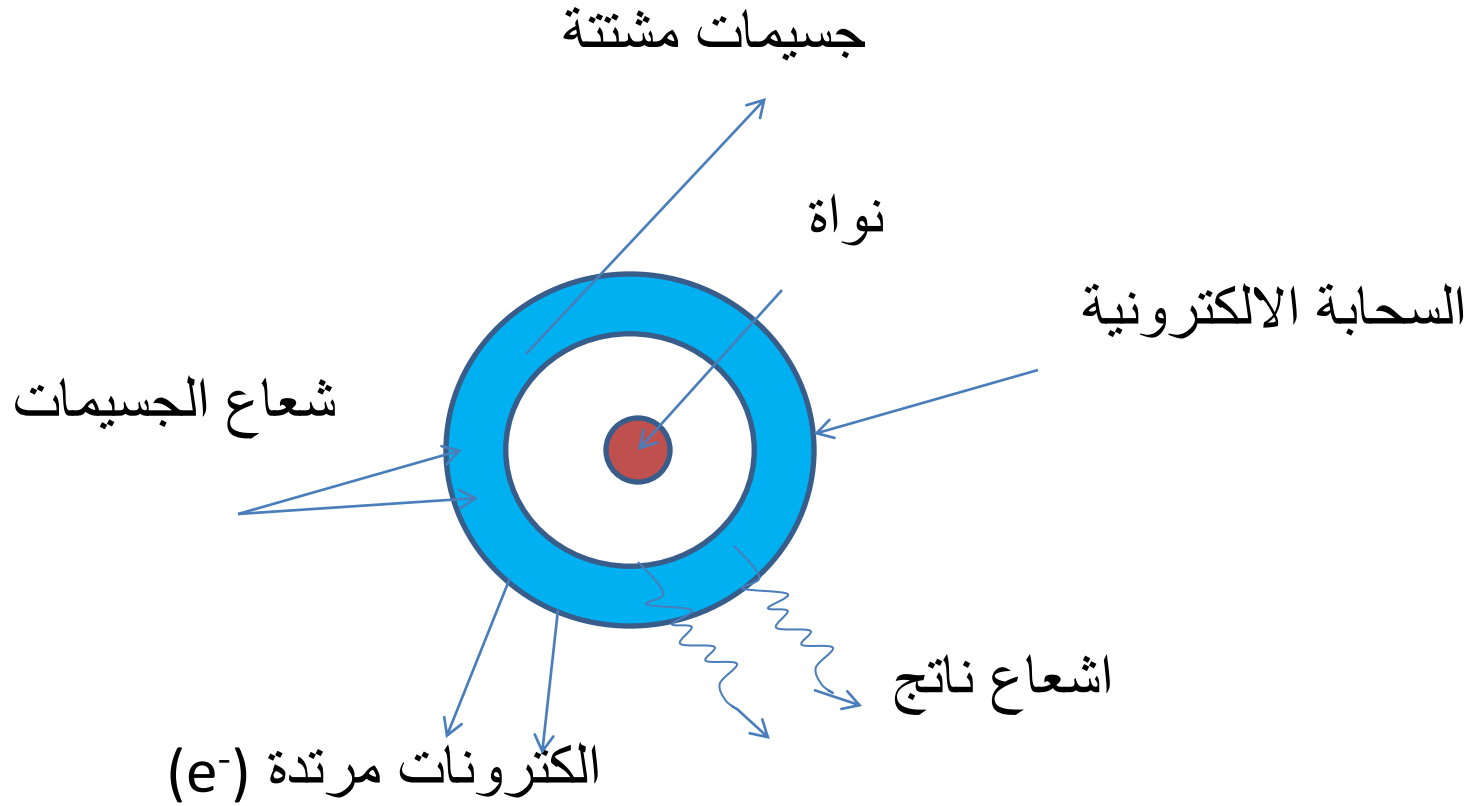 جسيمات مشتتة
نواة
السحابة الالكترونية
شعاع الجسيمات
اشعاع ناتج
الكترونات مرتدة (e-)